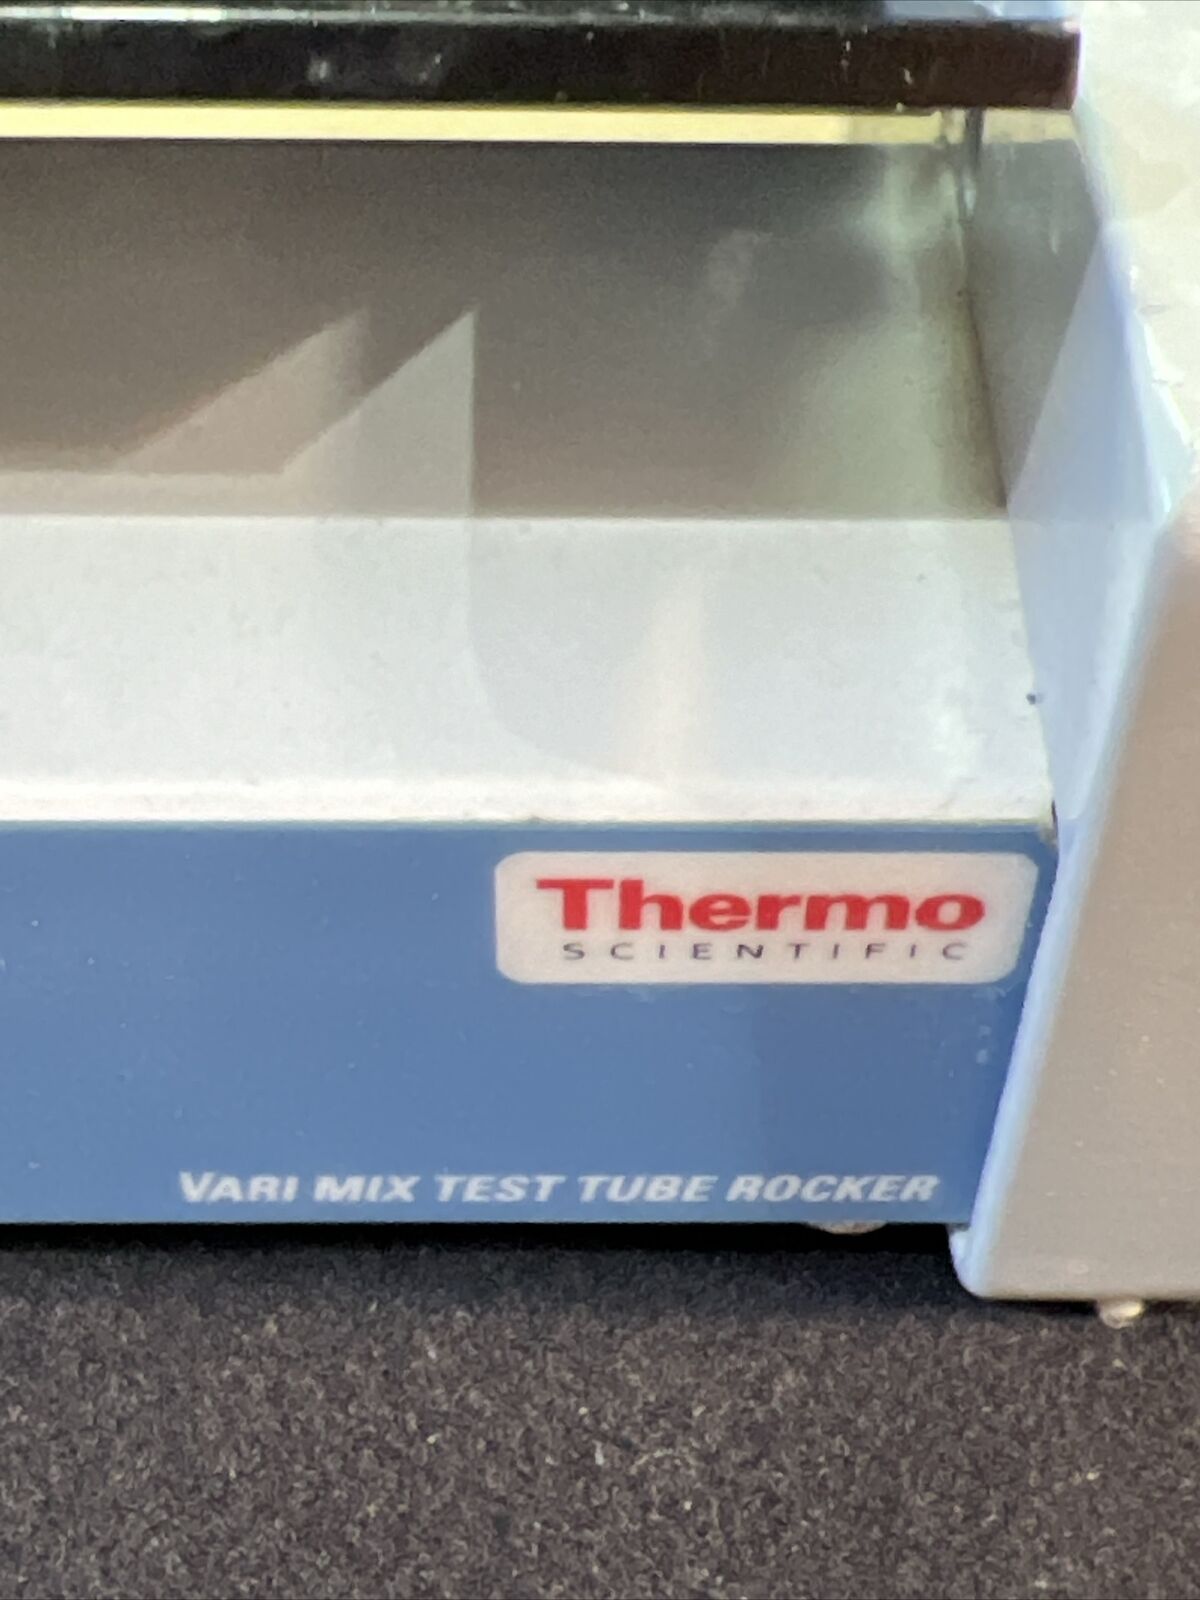 Thermo
SCIENTIFIC
VARI MIX TEST TUBE ROCKER